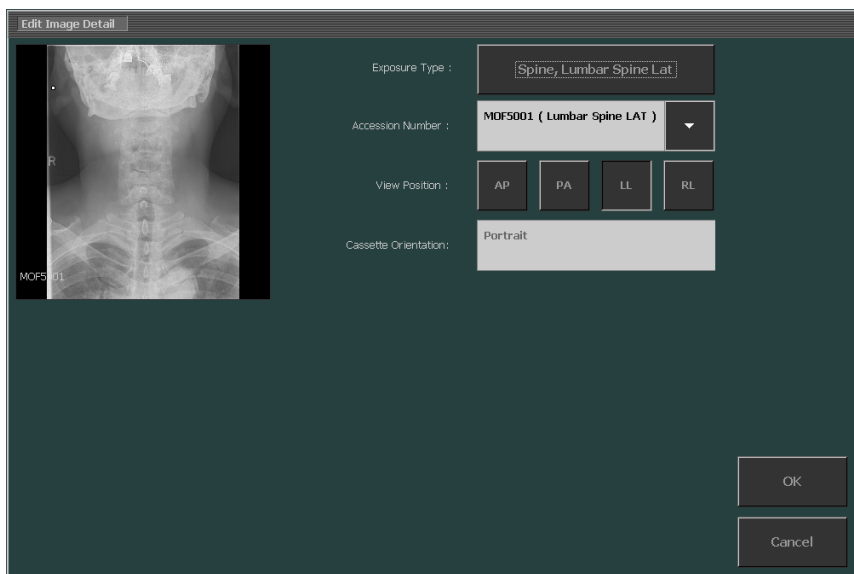 Edit Image Detail
Exposure Type :
Spine, Lumbar Spine Lat
Accession Number :
MOF5001 ( Lumbar Spine LAT )
R
View Position :
AP
PA
LL
RL
Cassette Orientation:
Portrait
MOF5001
OK
Cancel